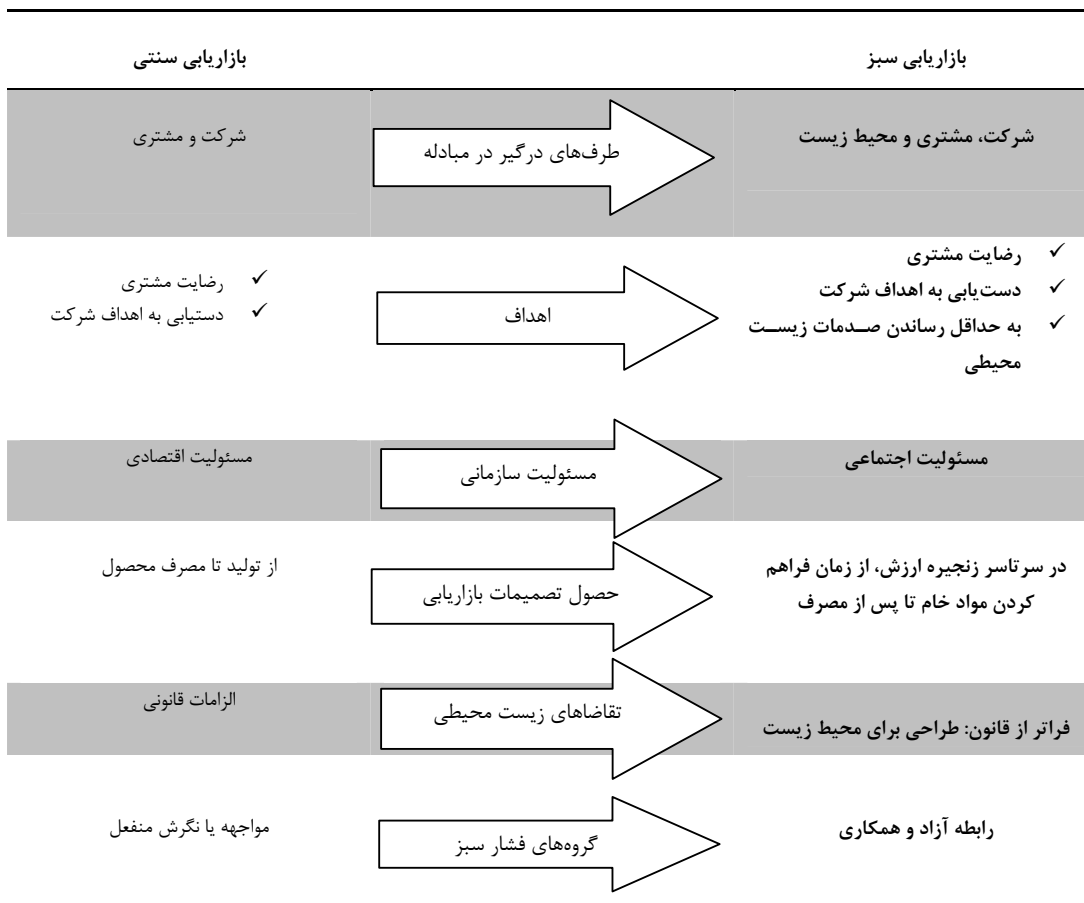 بازاریابی سبز
بازاریابی سنتی
شرکت، مشتری و محیط زیست
طرف‌های درگیر در مبادله
شرکت و مشتری
✓ رضایت مشتری
✓ دست‌یابی به اهداف شرکت
✓ به حداقل رساندن صـدمات زیسـت
محیطی
اهداف
✓ رضایت مشتری
✓ دستیابی به اهداف شرکت
مسئولیت اجتماعی
مسئولیت سازمانی
مسئولیت اقتصادی
در سرتاسر زنجیره ارزش، از زمان فراهم
کردن مواد خام تا پس از مصرف
حصول تصمیمات بازاریابی
از تولید تا مصرف محصول
فراتر از قانون: طراحی برای محیط زیست
تقاضاهای زیست محیطی
الزامات قانونی
رابطه آزاد و همکاری
گروه‌های فشار سبز
مواجهه یا نگرش منفعل